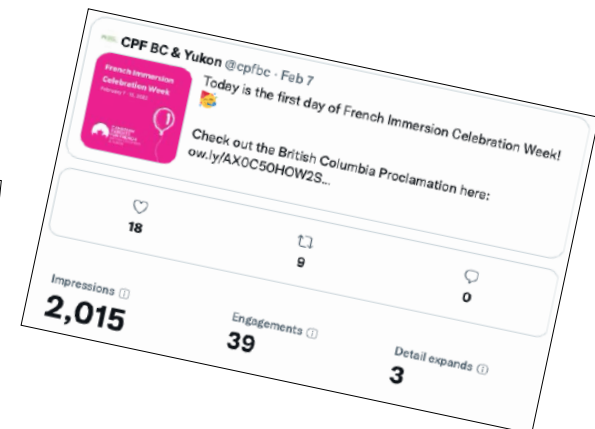 CPF BC & Yukon @cpfbc · Feb 7
Today is the first day of French Immersion Celebration Week!
🥳
Check out the British Columbia Proclamation here:
ow.ly/AX0C50HOW2S...
French Immersion
Celebration Week
18
9
0
Impressions
2,015
Engagements
39
Detail expands
3